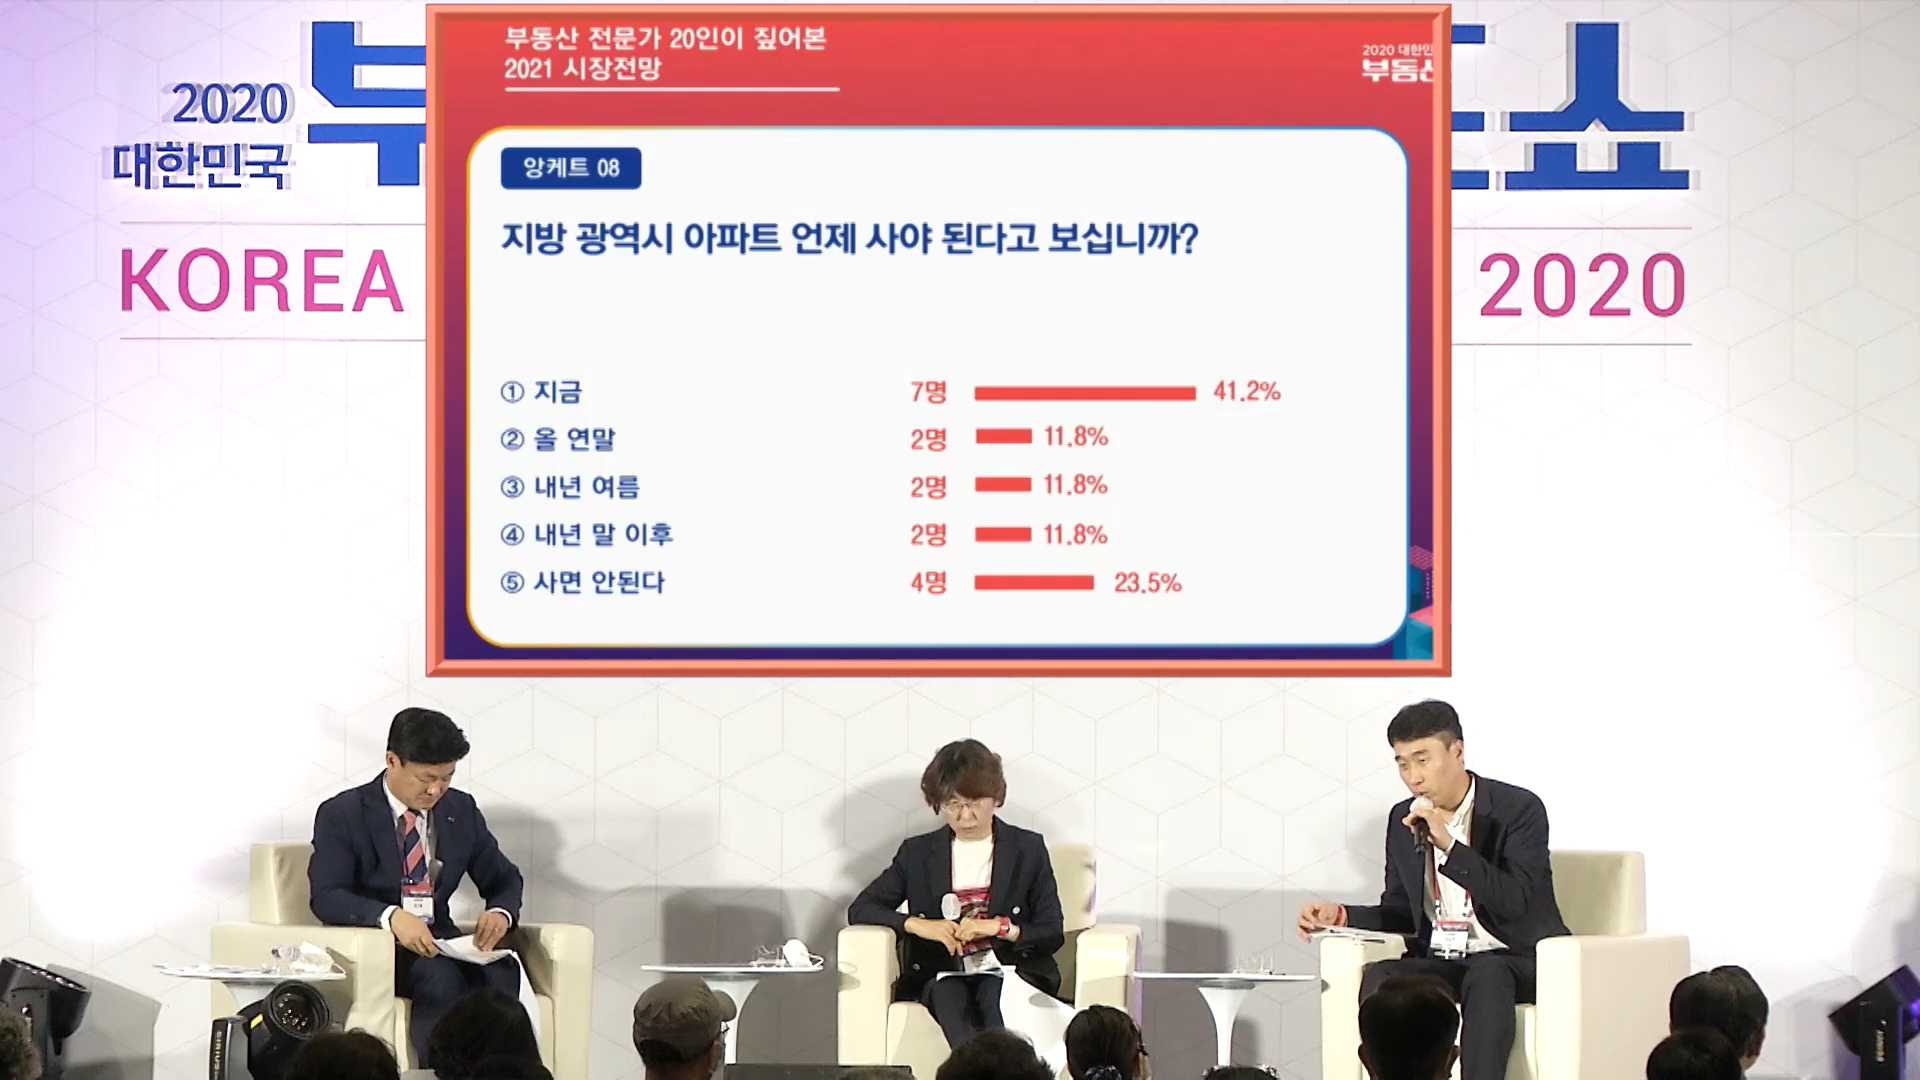 2020
대한민국
부
쇼
KOREA
2020
부동산 전문가 20인이 짚어본
2021 시장전망
2020 대한민
부동산
앙케트 08
지방 광역시 아파트 언제 사야 된다고 보십니까?
① 지금 7명 41.2%
② 올 연말 2명 11.8%
③ 내년 여름 2명 11.8%
④ 내년 말 이후 2명 11.8%
⑤ 사면 안된다 4명 23.5%